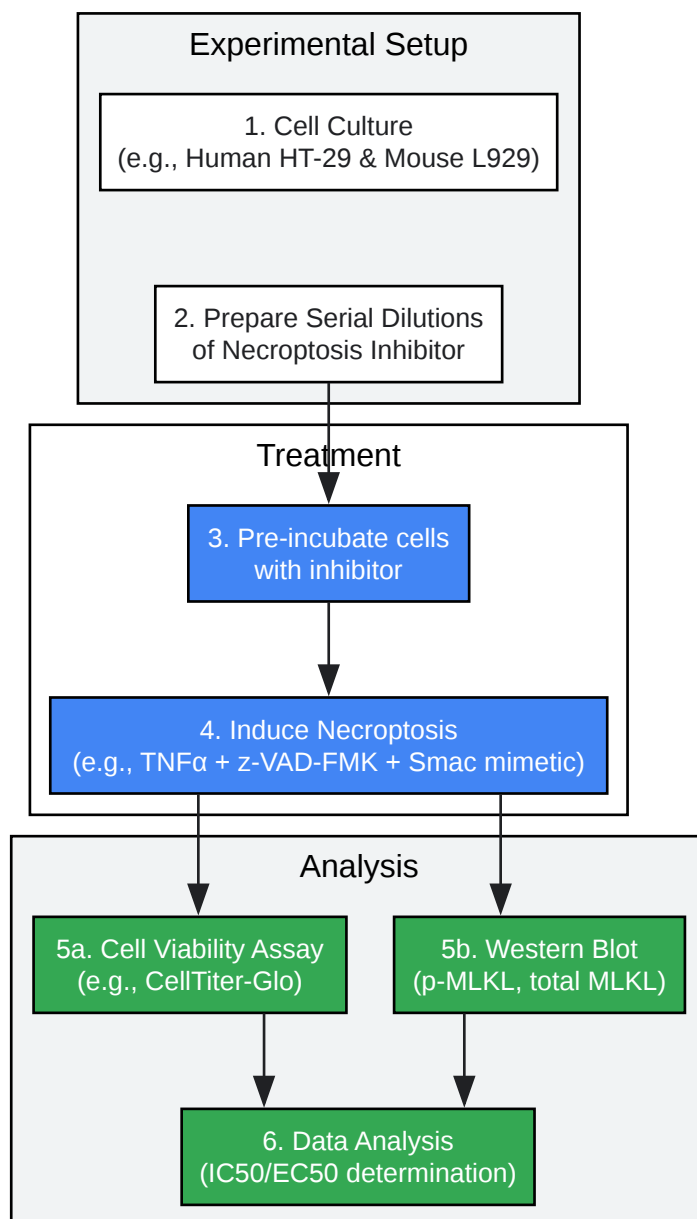 Experimental Setup
1. Cell Culture
(e.g., Human HT-29 & Mouse L929)
2. Prepare Serial Dilutions
of Necroptosis Inhibitor
Treatment
3. Pre-incubate cells
with inhibitor
4. Induce Necroptosis
(e.g., TNFα + z-VAD-FMK + Smac mimetic)
Analysis
5a. Cell Viability Assay
(e.g., CellTiter-Glo)
5b. Western Blot
(p-MLKL, total MLKL)
6. Data Analysis
(IC50/EC50 determination)